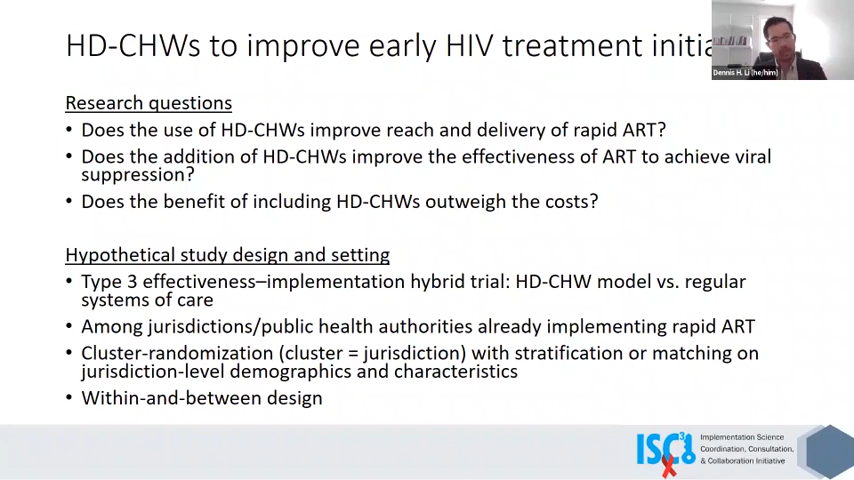 HD-CHWs to improve early HIV treatment initia
Dennis H. Li (he/him)
Research questions
• Does the use of HD-CHWs improve reach and delivery of rapid ART?
• Does the addition of HD-CHWs improve the effectiveness of ART to achieve viral
suppression?
• Does the benefit of including HD-CHWs outweigh the costs?
Hypothetical study design and setting
• Type 3 effectiveness–implementation hybrid trial: HD-CHW model vs. regular
systems of care
• Among jurisdictions/public health authorities already implementing rapid ART
• Cluster-randomization (cluster = jurisdiction) with stratification or matching on
jurisdiction-level demographics and characteristics
• Within-and-between design
ISC3I
Implementation Science
Coordination, Consultation,
& Collaboration Initiative